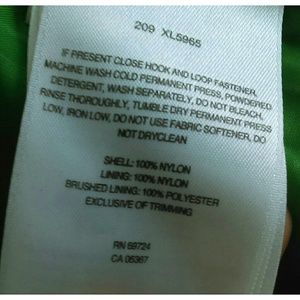 209 XL5965
IF PRESENT CLOSE HOOK AND LOOP FASTENER,
MACHINE WASH COLD PERMANENT PRESS, POWDERED
DETERGENT, WASH SEPARATELY, DO NOT BLEACH,
RINSE THOROUGHLY, TUMBLE DRY PERMANENT PRESS
LOW, IRON LOW, DO NOT USE FABRIC SOFTENER, DO
NOT DRYCLEAN
SHELL: 100% NYLON
LINING: 100% NYLON
BRUSHED LINING: 100% POLYESTER
EXCLUSIVE OF TRIMMING
RN 69724
CA 05367